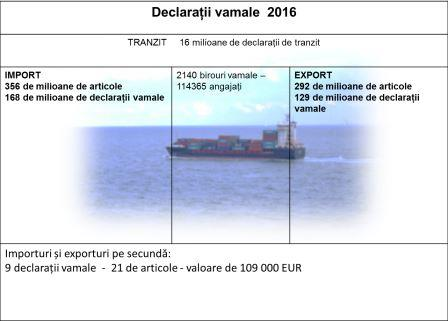 Declarații vamale 2016
TRANZIT 16 milioane de declarații de tranzit
IMPORT
356 de milioane de articole
168 de milioane de declarații vamale
2140 birouri vamale –
114365 angajați
EXPORT
292 de milioane de articole
129 de milioane de declarații
vamale
Importuri și exporturi pe secundă:
9 declarații vamale - 21 de articole - valoare de 109 000 EUR